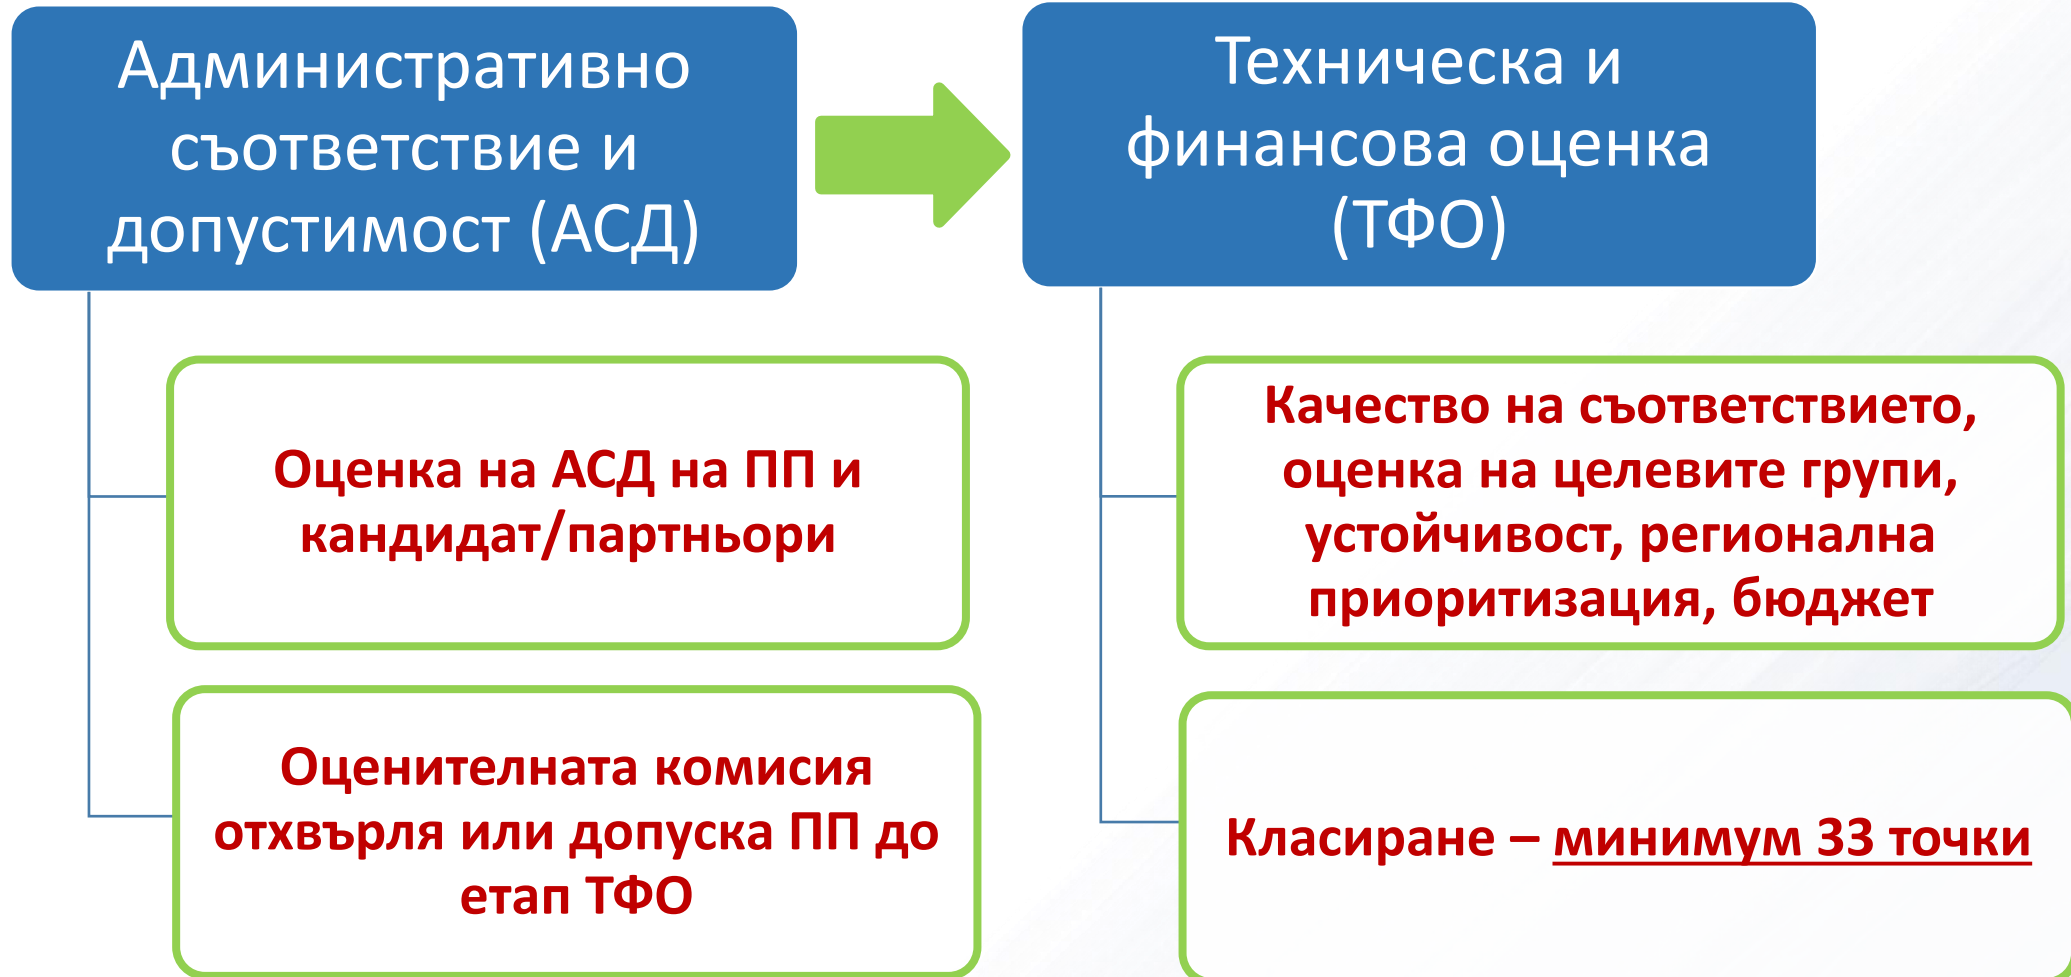 Административно
съответствие и
допустимост (АСД)
Оценка на АСД на ПП и
кандидат/партньори
Оценителната комисия
отхвърля или допуска ПП до
етап ТФО
Техническа и
финансова оценка
(ТФО)
Качество на съответствието,
оценка на целевите групи,
устойчивост, регионална
приоритизация, бюджет
Класиране – минимум 33 точки